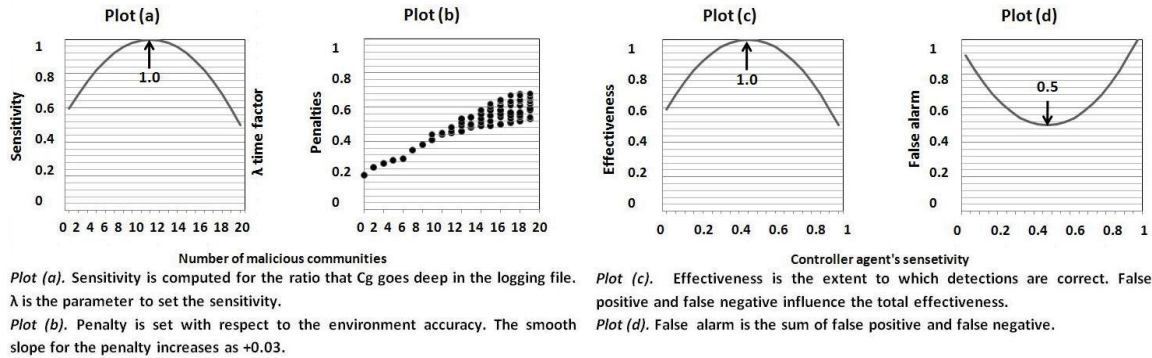 Plot (a)
1
0.8
0.6
0.4
0.2
0
Sensitivity
λ time factor
1.0
0 2 4 6 8 10 12 14 16 18 20
Plot (b)
1
0.8
0.6
0.4
0.2
0
Penalties
0 2 4 6 8 10 12 14 16 18 20
Number of malicious communities
Plot (c)
1
0.8
0.6
0.4
0.2
0
Effectiveness
1.0
0 0.2 0.4 0.6 0.8 1
Plot (d)
1
0.8
0.6
0.4
0.2
0
False alarm
0.5
0 0.2 0.4 0.6 0.8 1
Controller agent's sensetivity
Plot (a). Sensitivity is computed for the ratio that Cg goes deep in the logging file.
λ is the parameter to set the sensitivity.
Plot (b). Penalty is set with respect to the environment accuracy. The smooth
slope for the penalty increases as +0.03.
Plot (c). Effectiveness is the extent to which detections are correct. False
positive and false negative influence the total effectiveness.
Plot (d). False alarm is the sum of false positive and false negative.